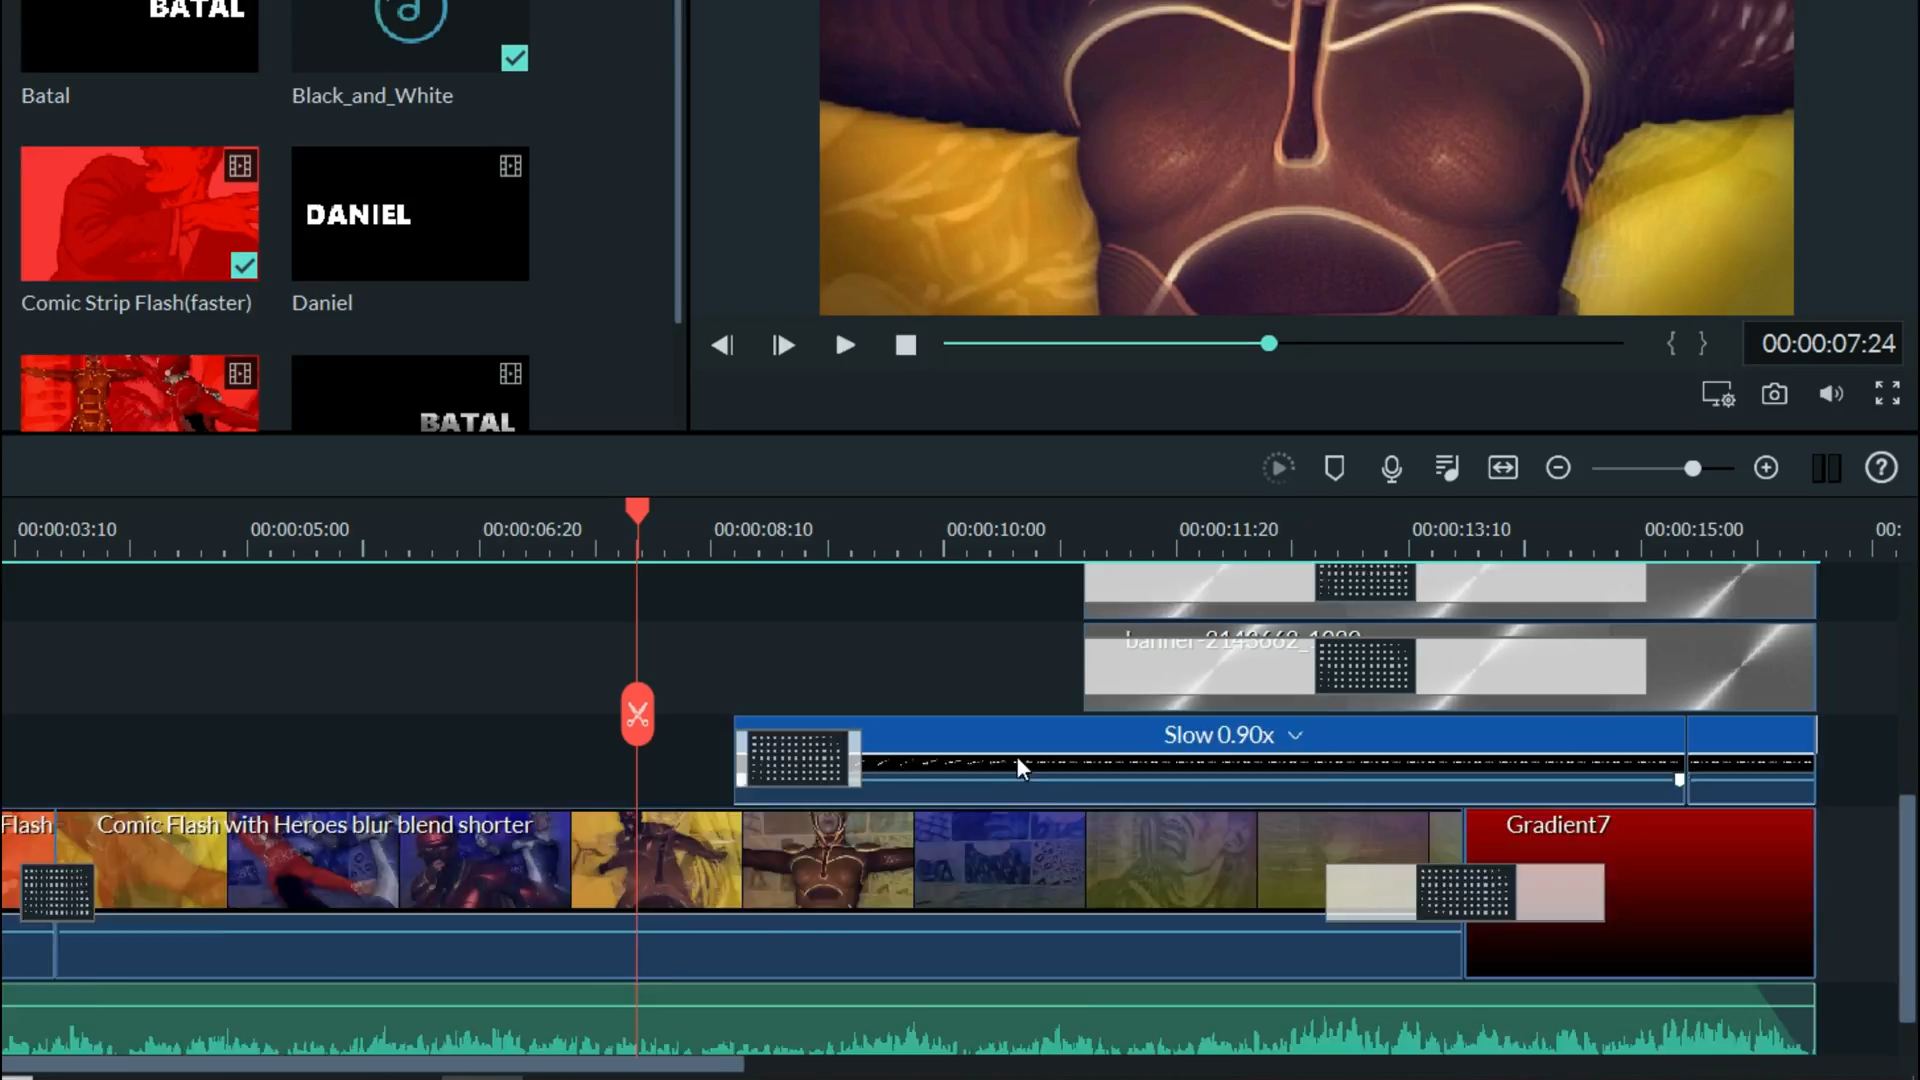 BATAL
Batal
Black_and_White
DANIEL
Comic Strip Flash(faster)
Daniel
BATAL
00:00:07:24
00:00:03:10
00:00:05:00
00:00:06:20
00:00:08:10
00:00:10:00
00:00:11:20
00:00:13:10
00:00:15:00
00:
banner-2143662_1
Slow 0.90x
Flash
Comic Flash with Heroes blur blend shorter
Gradient7